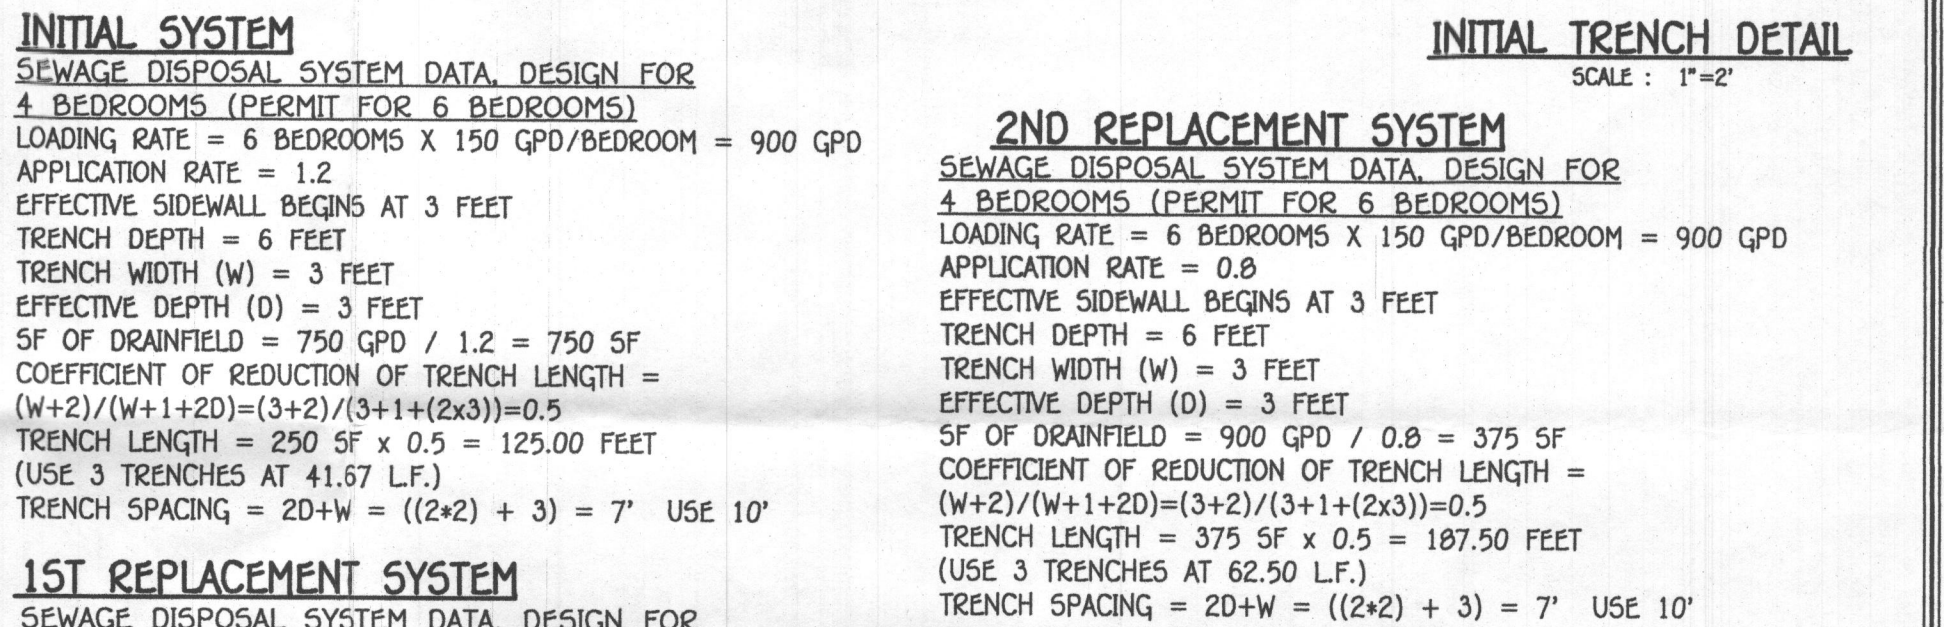 INITIAL SYSTEM
SEWAGE DISPOSAL SYSTEM DATA, DESIGN FOR
4 BEDROOMS (PERMIT FOR 6 BEDROOMS)
LOADING RATE = 6 BEDROOMS X 150 GPD/BEDROOM = 900 GPD
APPLICATION RATE = 1.2
EFFECTIVE SIDEWALL BEGINS AT 3 FEET
TRENCH DEPTH = 6 FEET
TRENCH WIDTH (W) = 3 FEET
EFFECTIVE DEPTH (D) = 3 FEET
SF OF DRAINFIELD = 750 GPD / 1.2 = 750 SF
COEFFICIENT OF REDUCTION OF TRENCH LENGTH =
(W+2)/(W+1+2D)=(3+2)/(3+1+(2x3))=0.5
TRENCH LENGTH = 250 SF x 0.5 = 125.00 FEET
(USE 3 TRENCHES AT 41.67 L.F.)
TRENCH SPACING = 2D+W = ((2*2) + 3) = 7' USE 10'
1ST REPLACEMENT SYSTEM
SEWAGE DISPOSAL SYSTEM DATA, DESIGN FOR
INITIAL TRENCH DETAIL
SCALE : 1"=2'
2ND REPLACEMENT SYSTEM
SEWAGE DISPOSAL SYSTEM DATA, DESIGN FOR
4 BEDROOMS (PERMIT FOR 6 BEDROOMS)
LOADING RATE = 6 BEDROOMS X 150 GPD/BEDROOM = 900 GPD
APPLICATION RATE = 0.8
EFFECTIVE SIDEWALL BEGINS AT 3 FEET
TRENCH DEPTH = 6 FEET
TRENCH WIDTH (W) = 3 FEET
EFFECTIVE DEPTH (D) = 3 FEET
SF OF DRAINFIELD = 900 GPD / 0.8 = 375 SF
COEFFICIENT OF REDUCTION OF TRENCH LENGTH =
(W+2)/(W+1+2D)=(3+2)/(3+1+(2x3))=0.5
TRENCH LENGTH = 375 SF x 0.5 = 187.50 FEET
(USE 3 TRENCHES AT 62.50 L.F.)
TRENCH SPACING = 2D+W = ((2*2) + 3) = 7' USE 10'